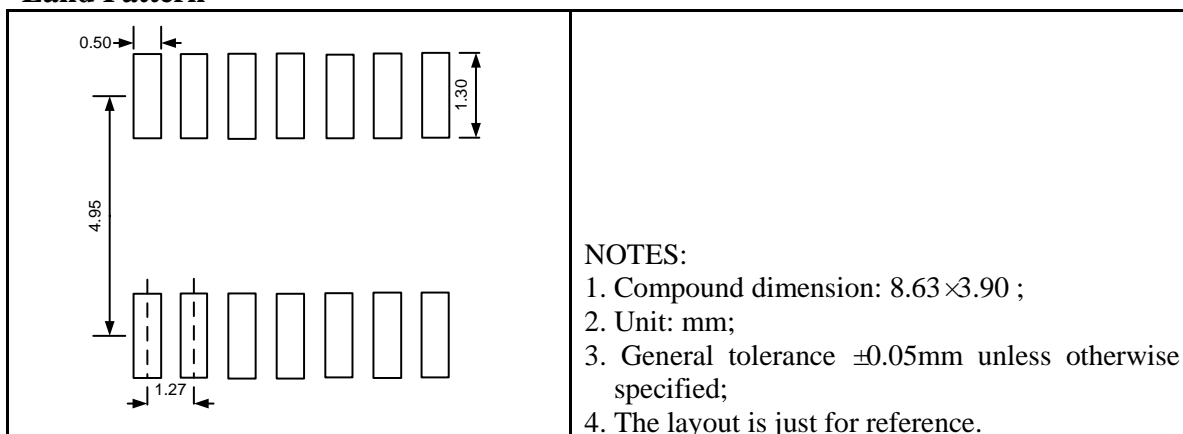 Land Pattern
0.50
1.30
4.95
1.27
NOTES:
1. Compound dimension: 8.63×3.90 ;
2. Unit: mm;
3. General tolerance ±0.05mm unless otherwise
specified;
4. The layout is just for reference.